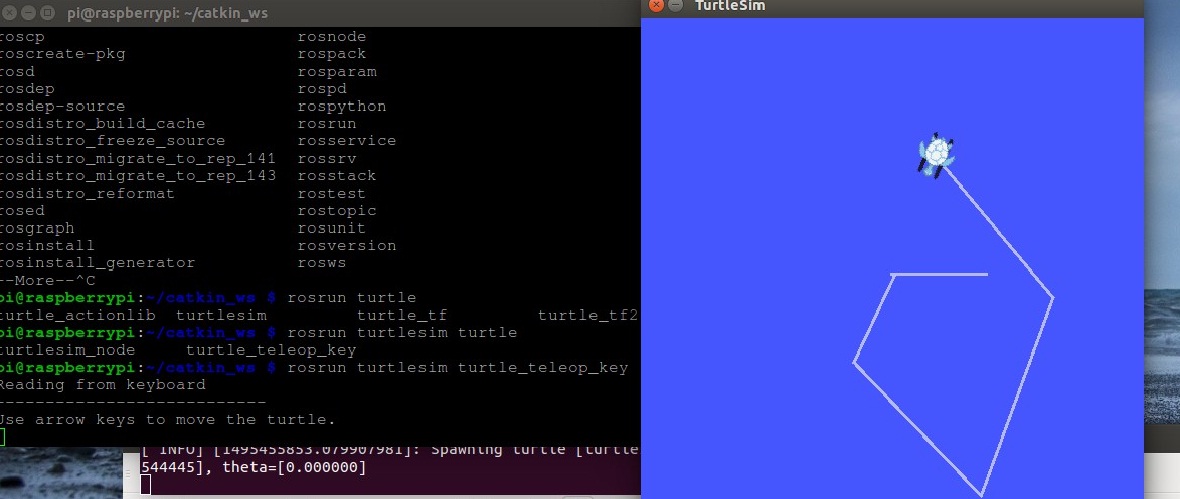 pi@raspberrypi: ~/catkin_ws
roscp rosnode
roscreate-pkg rospack
rosd rosparam
rosdep rospd
rosdep-source rospython
rosdistro_build_cache rosrun
rosdistro_freeze_source rosservice
rosdistro_migrate_to_rep_141 rossrv
rosdistro_migrate_to_rep_143 rosstack
rosdistro_reformat rostest
rosed rostopic
rosgraph rosunit
rosinstall rosversion
rosinstall_generator rosws
--More--^C
pi@raspberrypi:~/catkin_ws $ rosrun turtle
turtle_actionlib turtlesim turtle_tf turtle_tf2
pi@raspberrypi:~/catkin_ws $ rosrun turtlesim turtle
turtlesim_node turtle_teleop_key
pi@raspberrypi:~/catkin_ws $ rosrun turtlesim turtle_teleop_key
Reading from keyboard
---------------------------
Use arrow keys to move the turtle.
[ INFO] [1495455853.079907981]: Spawning turtle [turtle
544445], theta=[0.000000]
TurtleSim